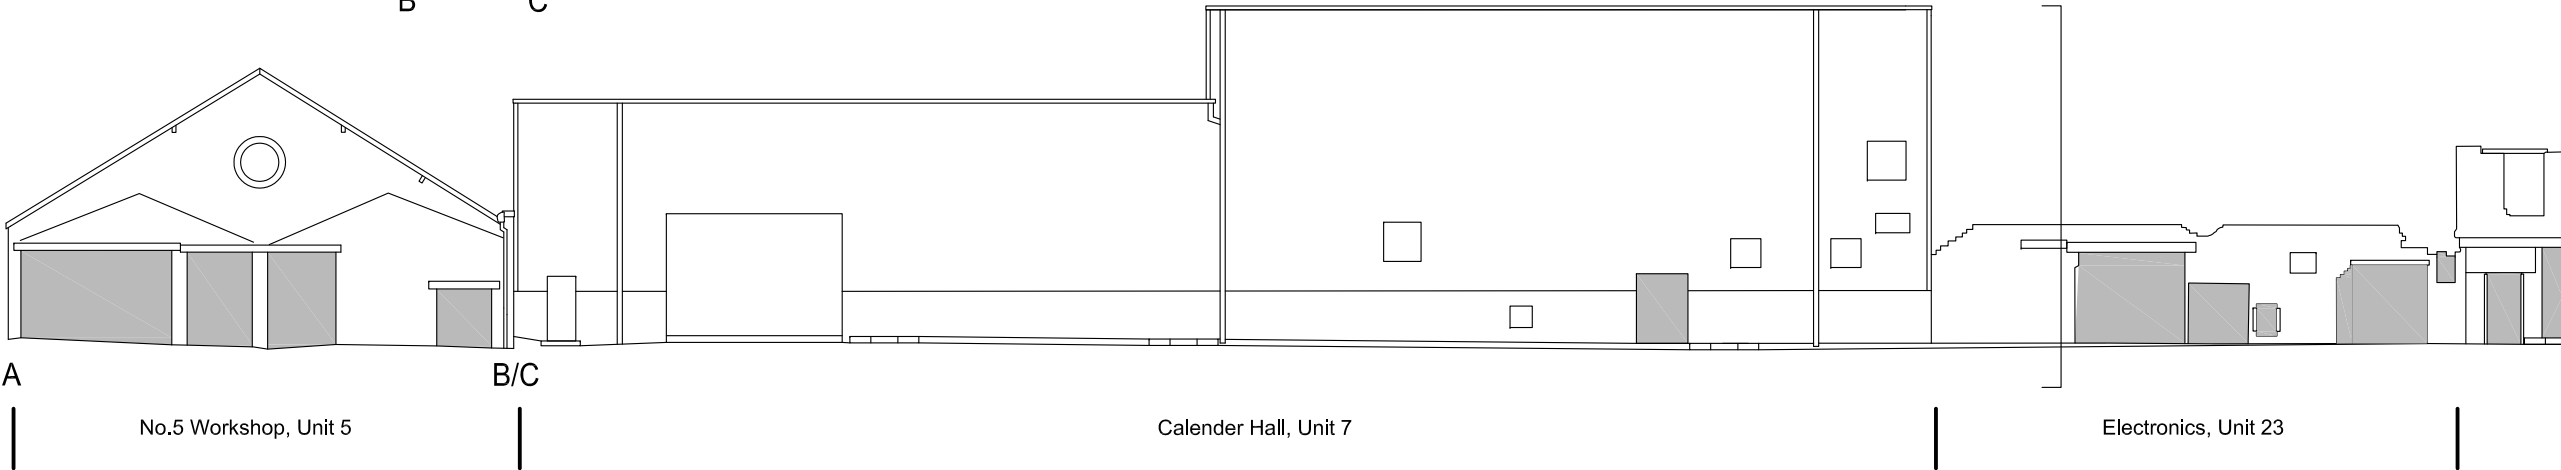 B C
A B/C
No.5 Workshop, Unit 5 Calender Hall, Unit 7 Electronics, Unit 23